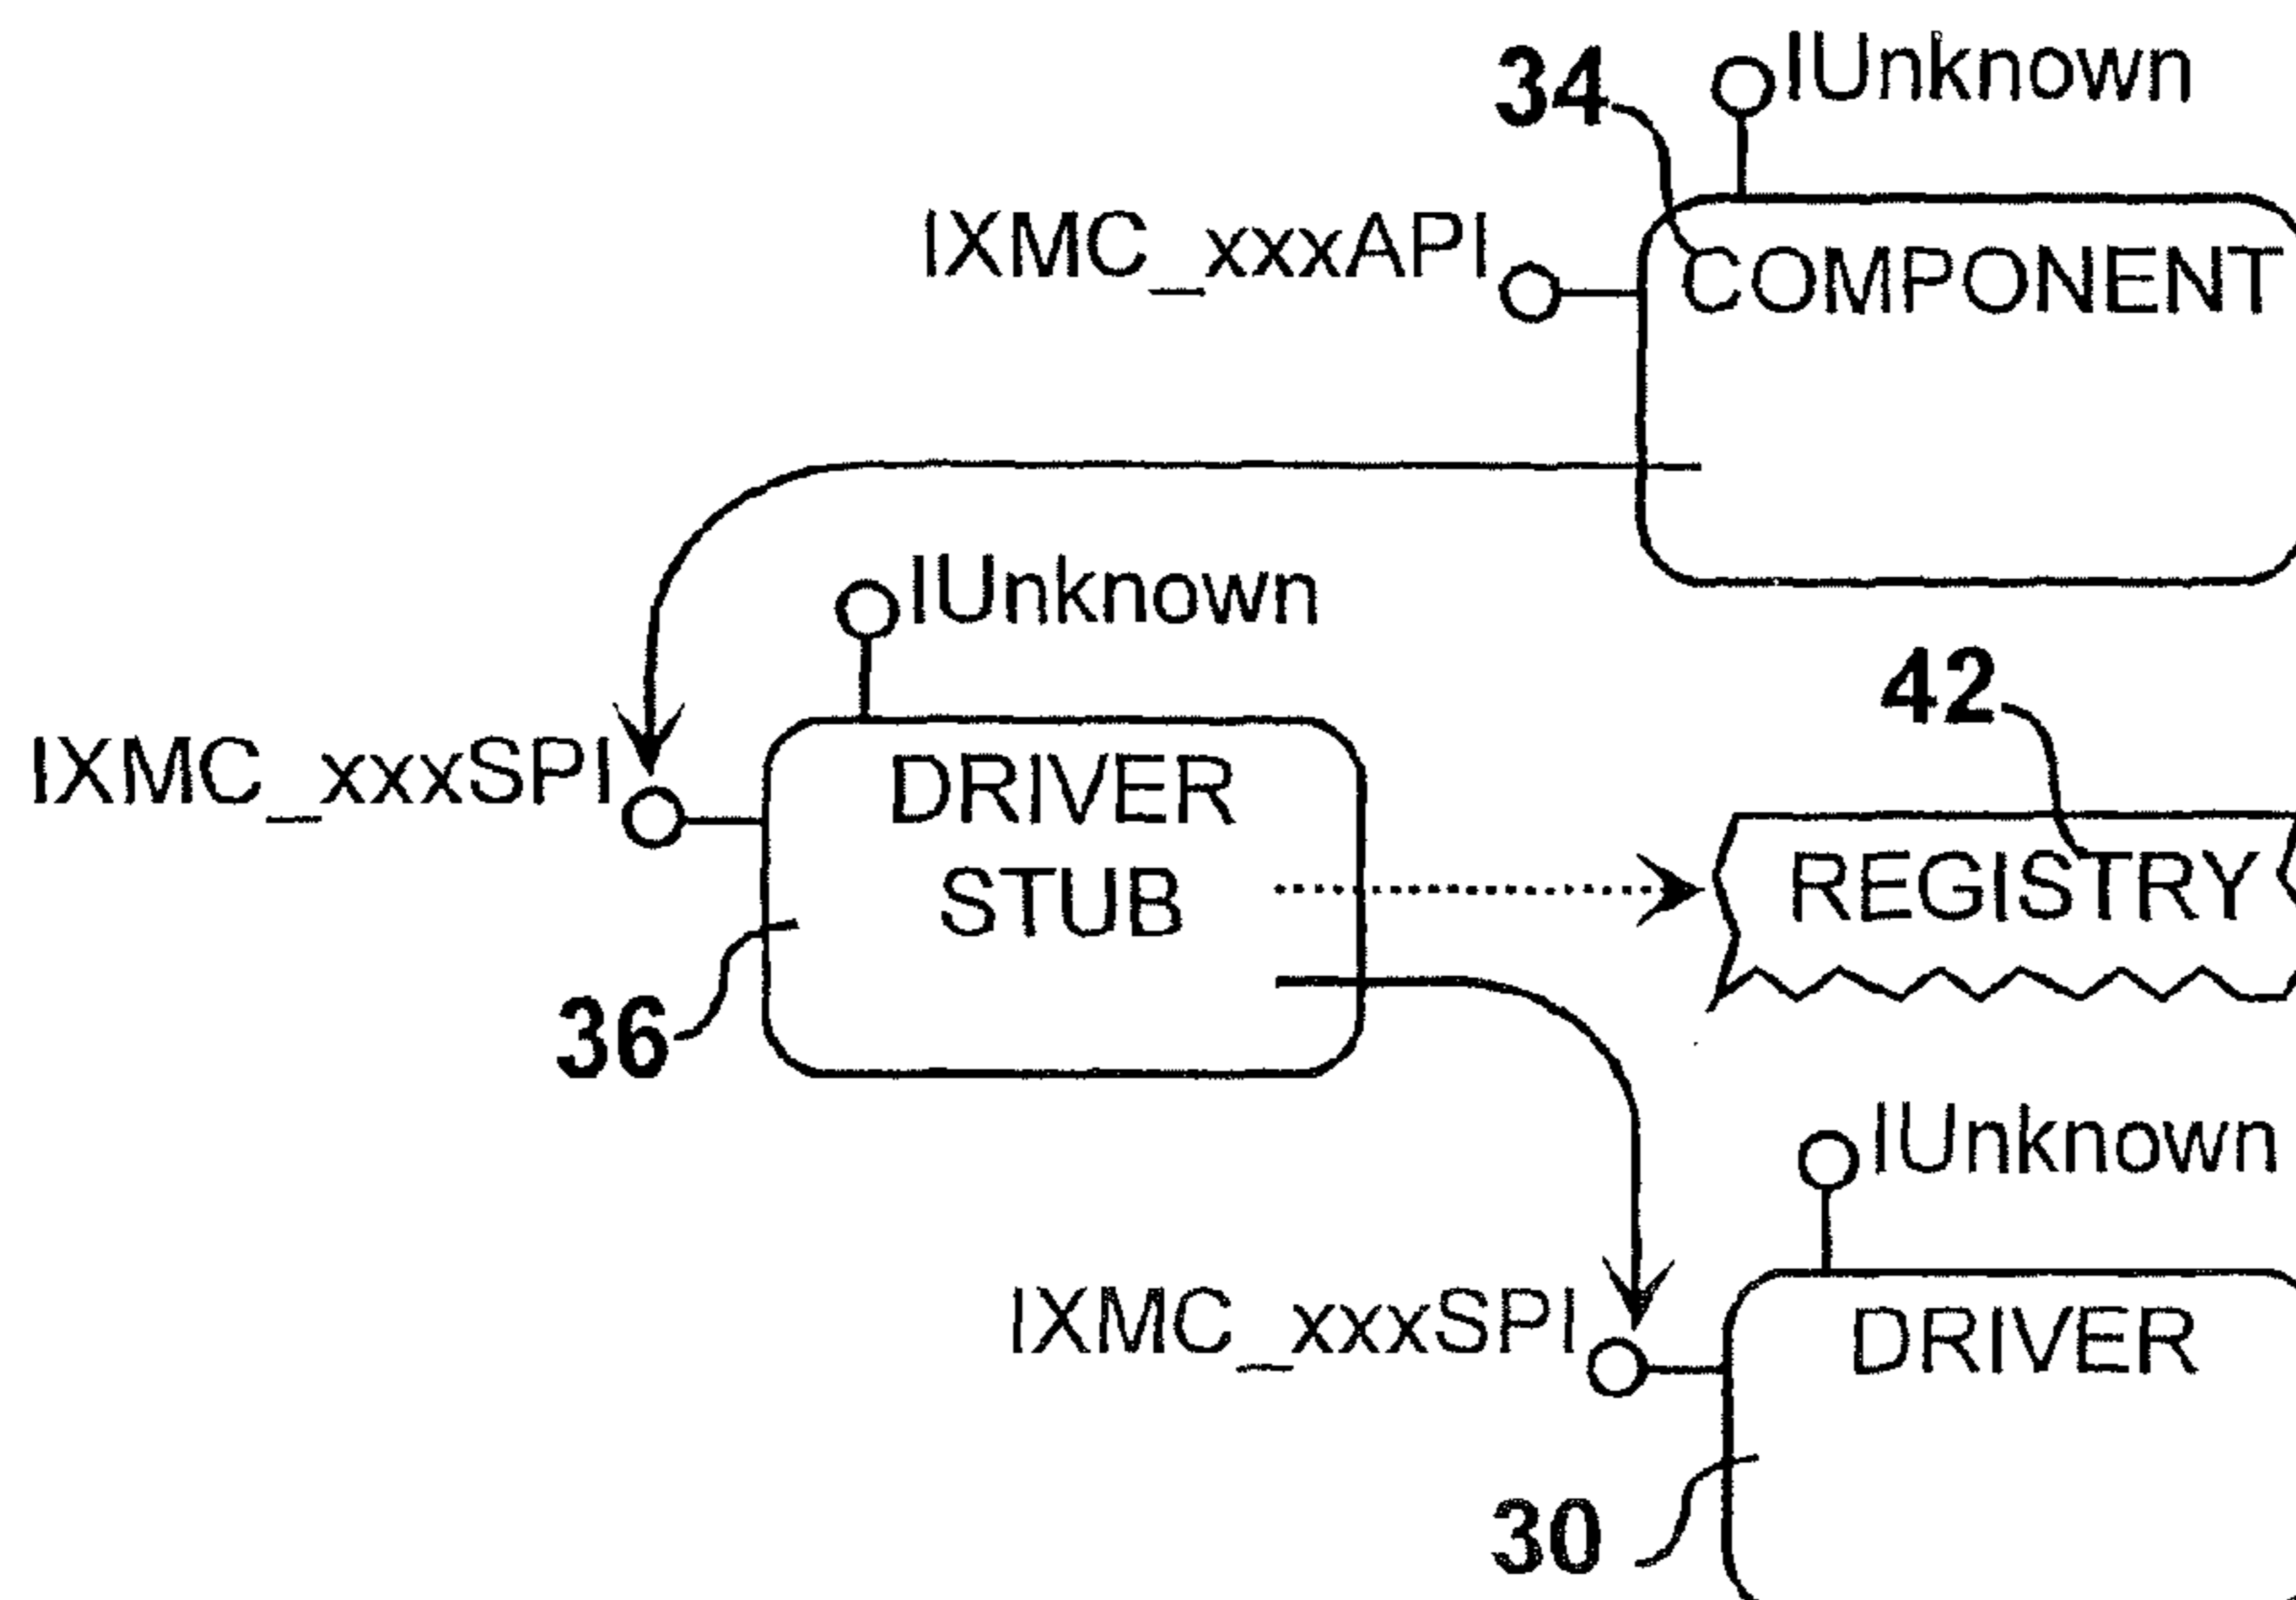 34
IUnknown
IXMC_xxxAPI
COMPONENT
IUnknown
42
IXMC_xxxSPI
DRIVER
STUB
REGISTRY
36
IUnknown
IXMC_xxxSPI
DRIVER
30